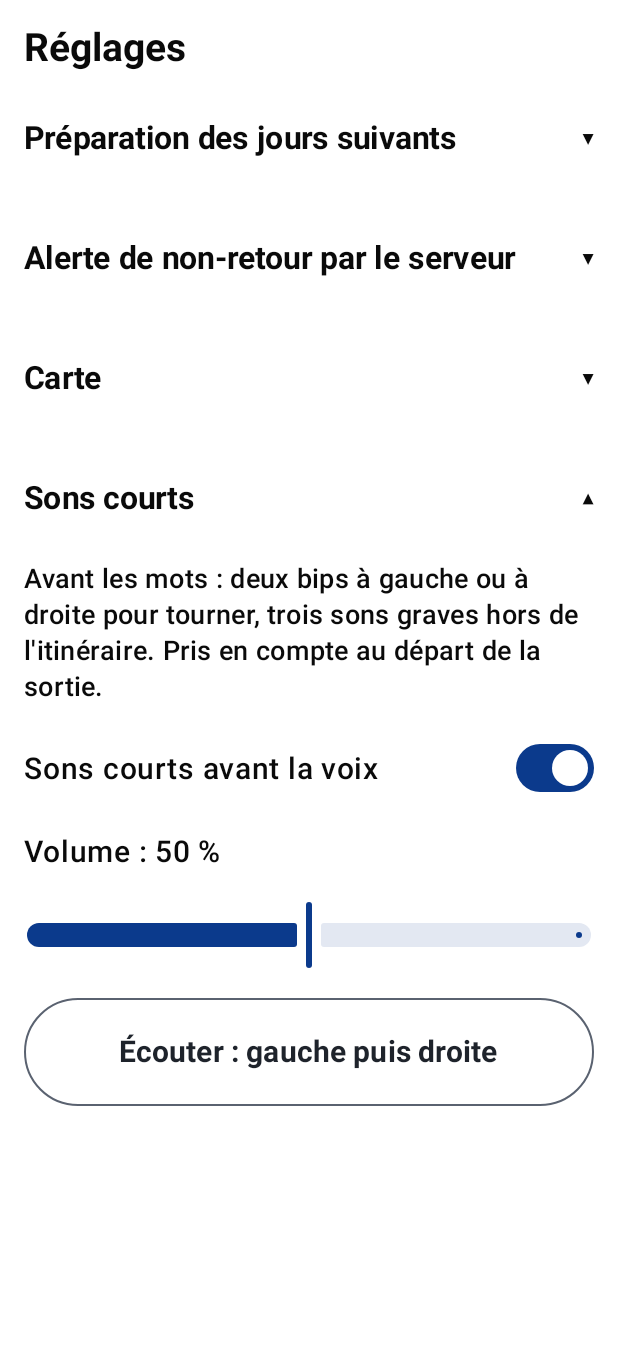 Réglages
Préparation des jours suivants ▼
Alerte de non-retour par le serveur ▼
Carte ▼
Sons courts ▲
Avant les mots : deux bips à gauche ou à
droite pour tourner, trois sons graves hors de
l'itinéraire. Pris en compte au départ de la
sortie.
Sons courts avant la voix
Volume : 50 %
Écouter : gauche puis droite